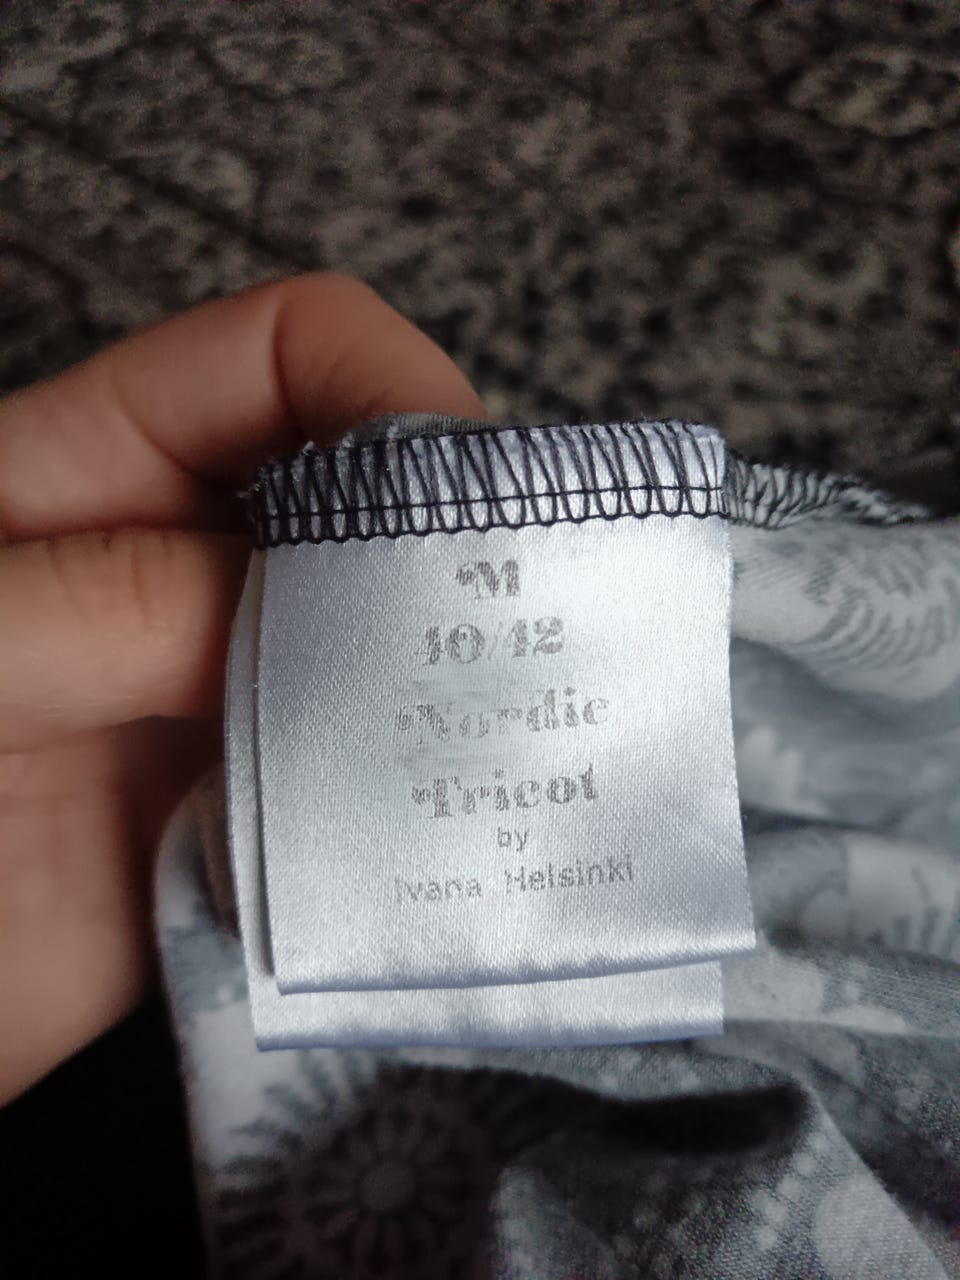 M
40/42
Nordic
Tricot
by
Ivana Helsinki